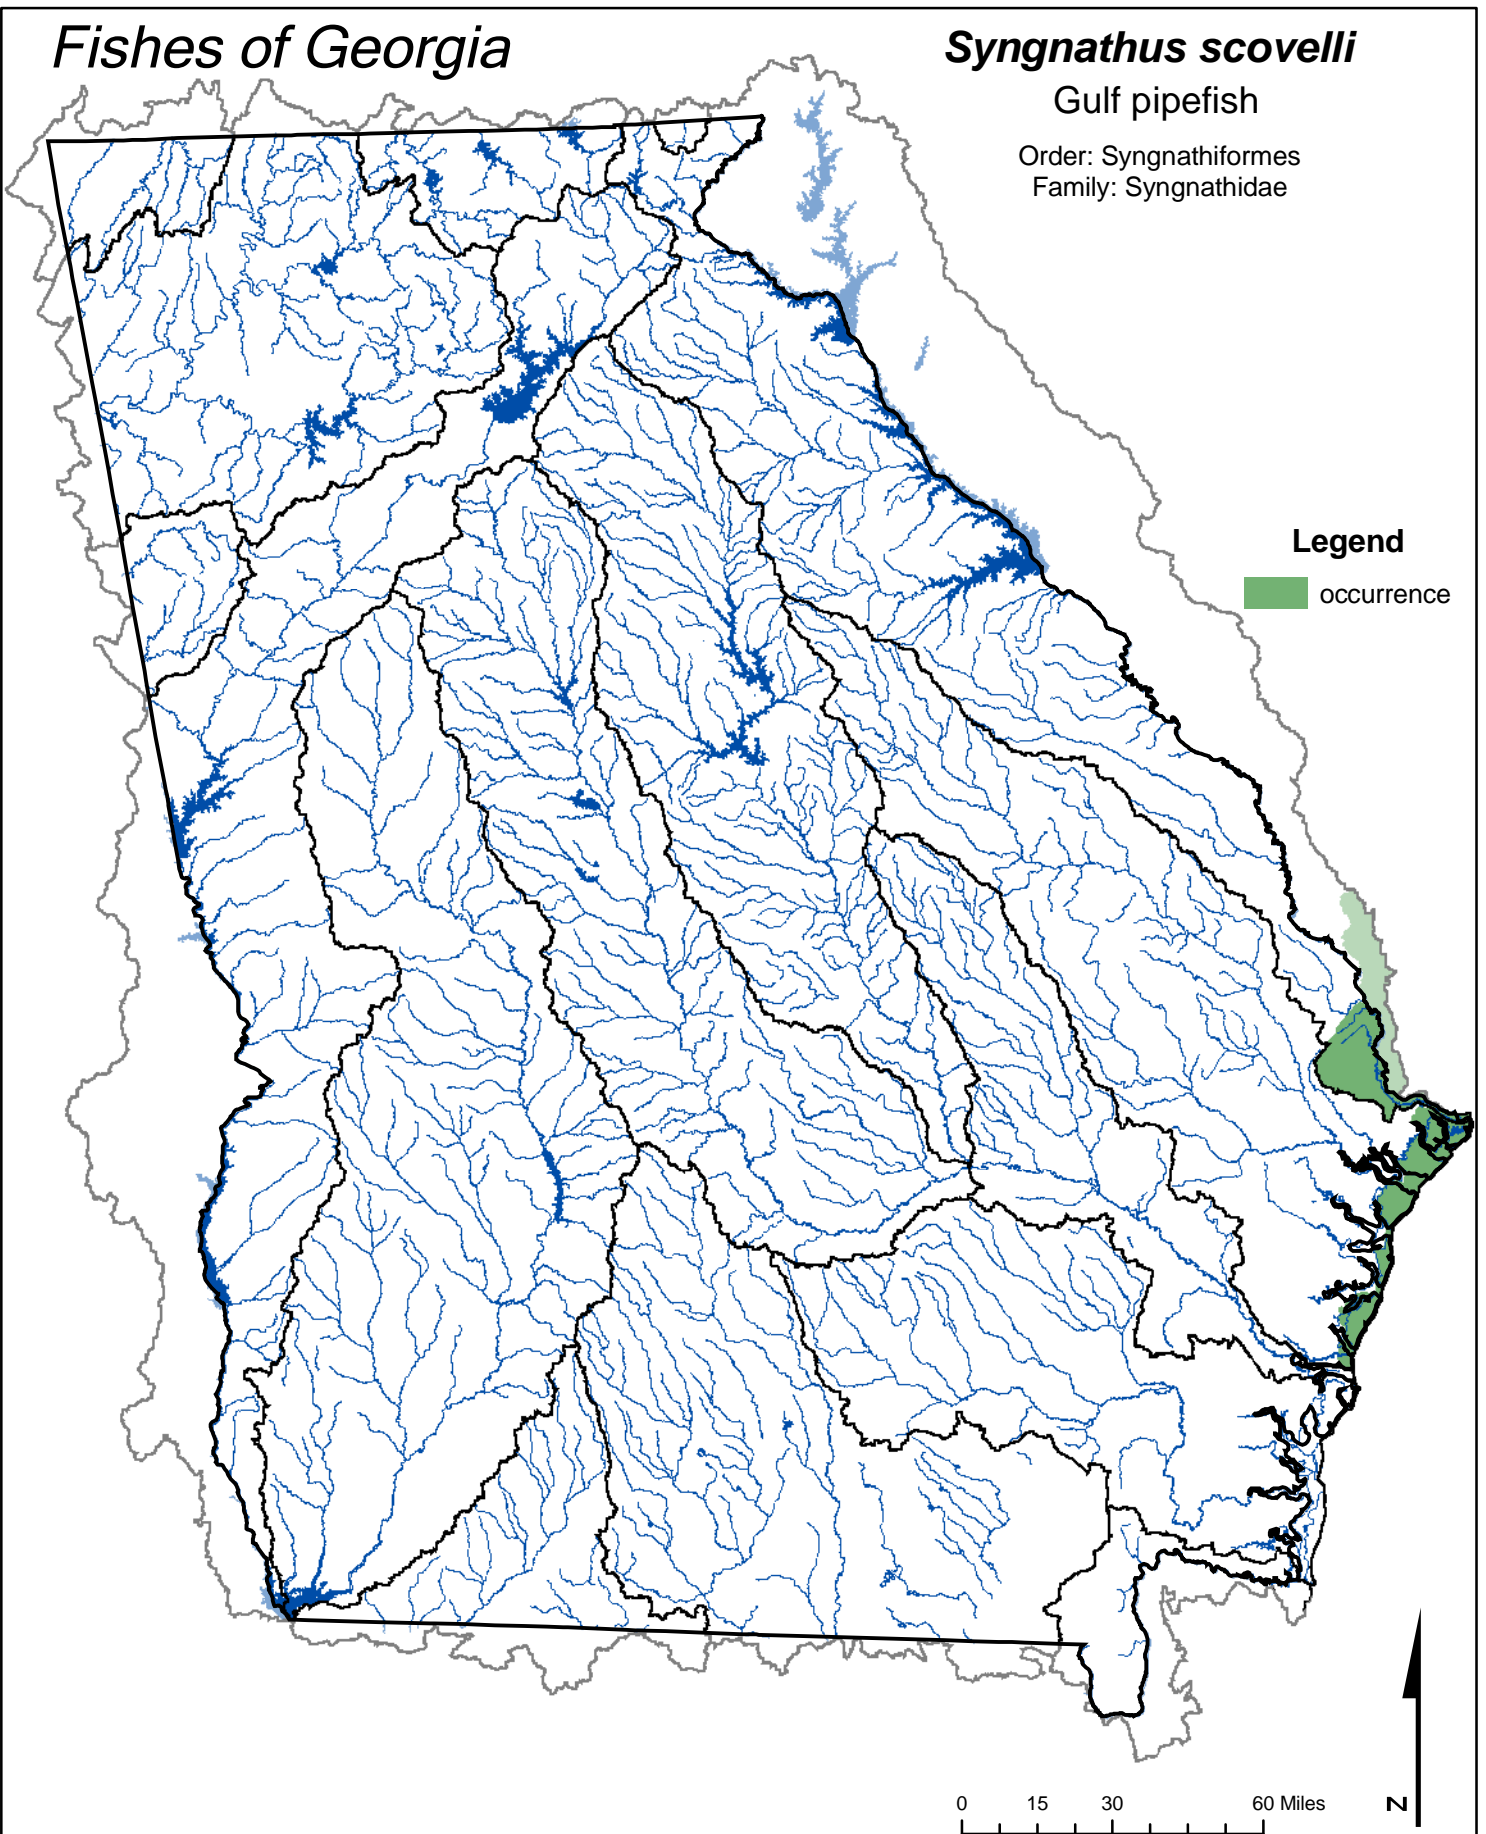 Fishes of Georgia
Syngnathus scovelli
Gulf pipefish
Order: Syngnathiformes
Family: Syngnathidae
Legend
occurrence
0 15 30 60 Miles
N